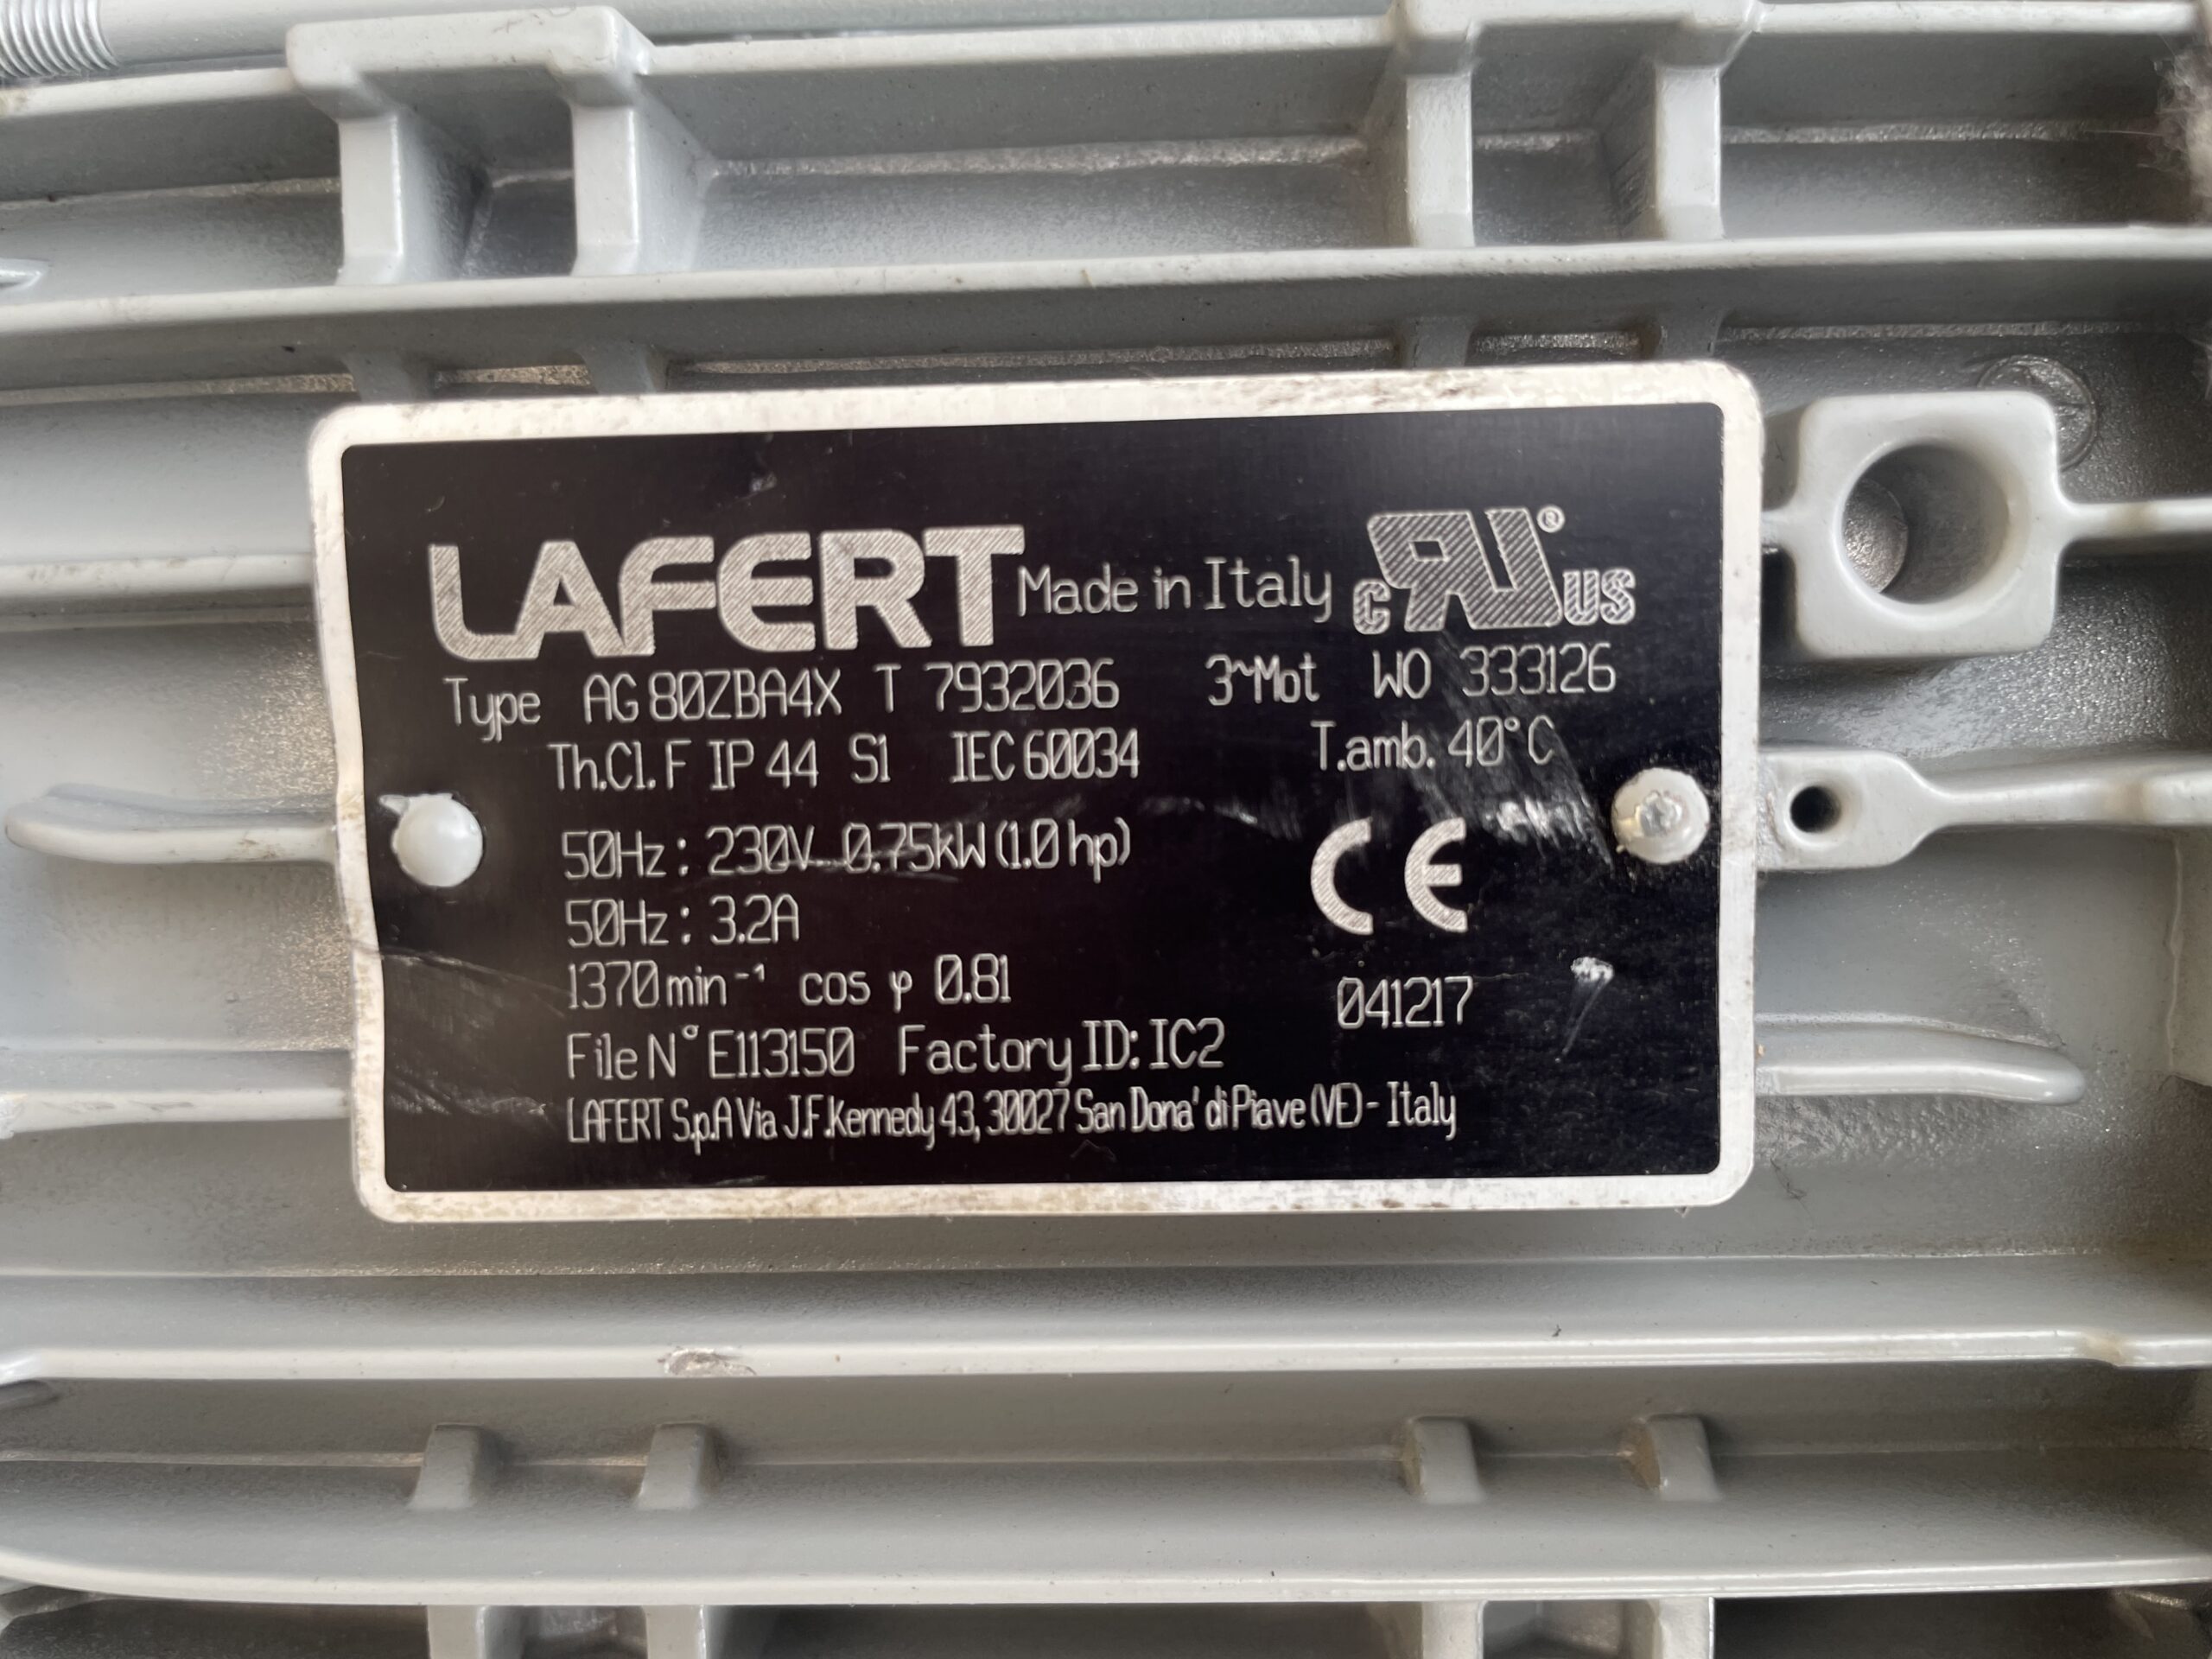 LAFERT Made in Italy c RU ® US
Type AG 80ZBA4X T 7932036 3~Mot WO 333126
Th.Cl. F IP 44 S1 IEC 60034 T.amb. 40°C
50Hz : 230V 0.75kW (1.0 hp)
CE
50Hz : 3.2A
1370 min⁻¹ cos φ 0.81
041217
File N° E113150 Factory ID: IC2
LAFERT S.p.A Via J.F.Kennedy 43, 30027 San Dona' di Piave (VE) - Italy